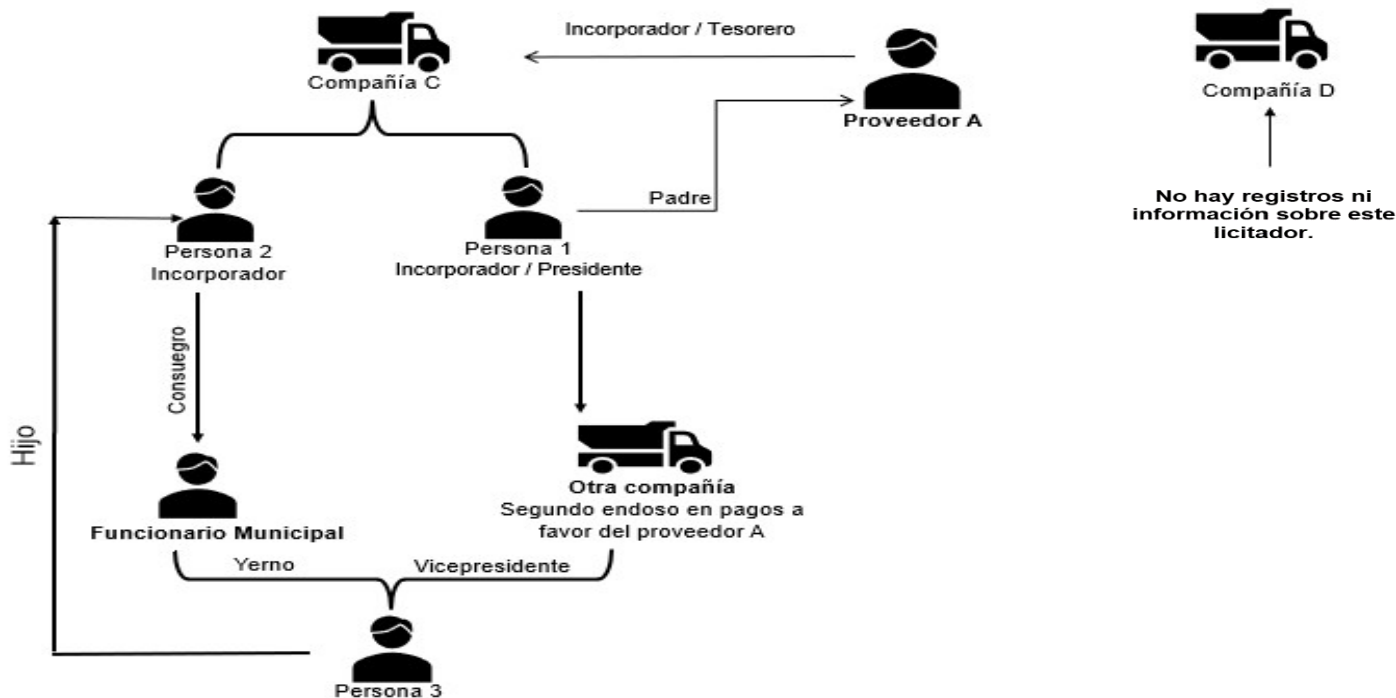 Incorporador / Tesorero
Compañía C
Proveedor A
Compañía D
Padre
No hay registros ni
información sobre este
licitador.
Persona 2
Incorporador
Persona 1
Incorporador / Presidente
Consuegro
Hijo
Otra compañía
Segundo endoso en pagos a
favor del proveedor A
Funcionario Municipal
Yerno
Vicepresidente
Persona 3